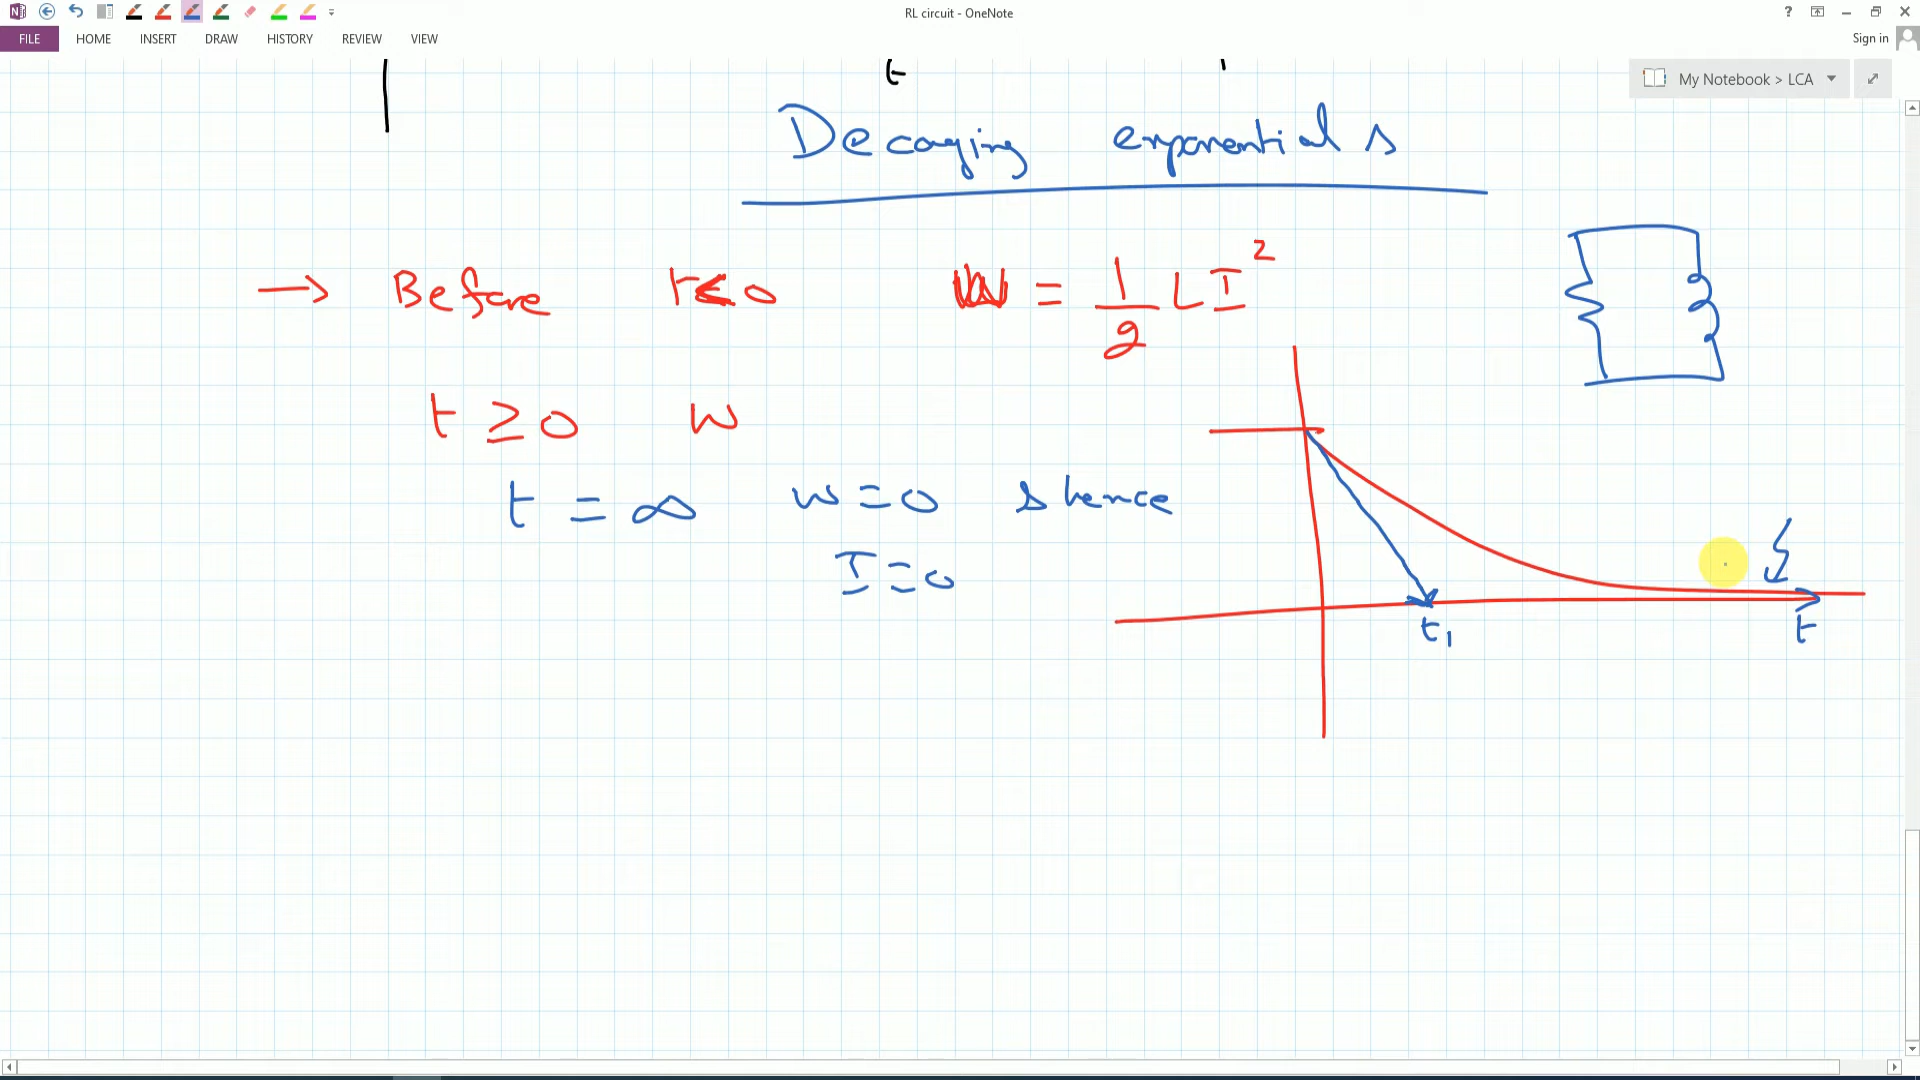 RL circuit - OneNote
?
FILE HOME INSERT DRAW HISTORY REVIEW VIEW
Sign in
My Notebook > LCA
t
Decaying exponentials
→ Before t<0 W = 1/2 L I²
t ≥ 0 w
t = ∞ w = 0 & hence
I = 0
t₁
t